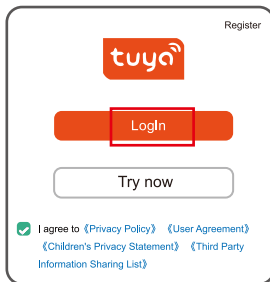 Register
tuya
LogIn
Try now
I agree to 《Privacy Policy》 《User Agreement》
《Children's Privacy Statement》 《Third Party
Information Sharing List》